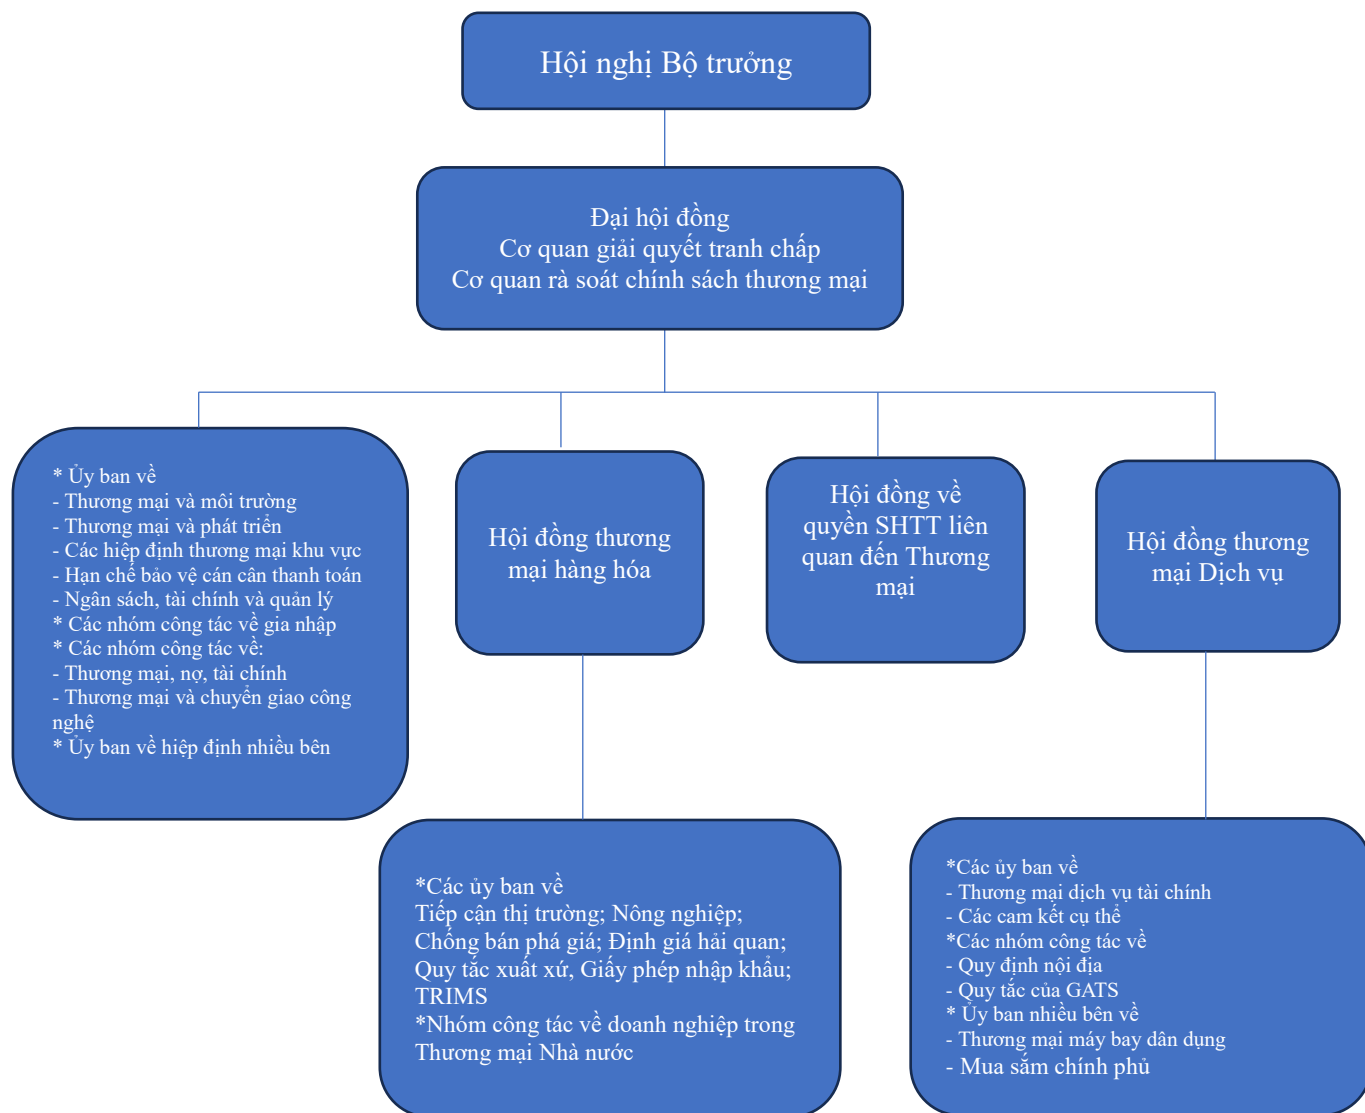 Hội nghị Bộ trưởng
Đại hội đồng
Cơ quan giải quyết tranh chấp
Cơ quan rà soát chính sách thương mại
* Ủy ban về
- Thương mại và môi trường
- Thương mại và phát triển
- Các hiệp định thương mại khu vực
- Hạn chế bảo vệ cán cân thanh toán
- Ngân sách, tài chính và quản lý
* Các nhóm công tác về gia nhập
* Các nhóm công tác về:
- Thương mại, nợ, tài chính
- Thương mại và chuyển giao công
nghệ
* Ủy ban về hiệp định nhiều bên
Hội đồng thương
mại hàng hóa
Hội đồng về
quyền SHTT liên
quan đến Thương
mại
Hội đồng thương
mại Dịch vụ
*Các ủy ban về
Tiếp cận thị trường; Nông nghiệp;
Chống bán phá giá; Định giá hải quan;
Quy tắc xuất xứ, Giấy phép nhập khẩu;
TRIMS
*Nhóm công tác về doanh nghiệp trong
Thương mại Nhà nước
*Các ủy ban về
- Thương mại dịch vụ tài chính
- Các cam kết cụ thể
*Các nhóm công tác về
- Quy định nội địa
- Quy tắc của GATS
* Ủy ban nhiều bên về
- Thương mại máy bay dân dụng
- Mua sắm chính phủ